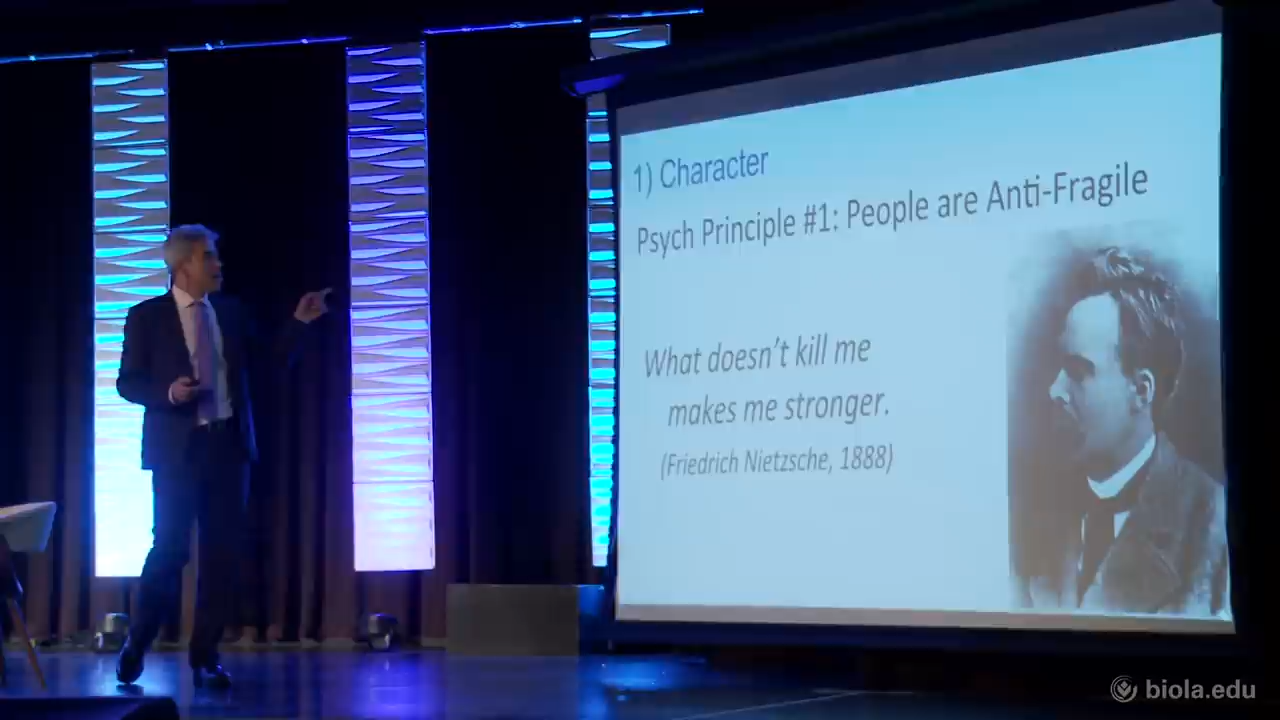 1) Character
Psych Principle #1: People are Anti-Fragile
What doesn't kill me
makes me stronger.
(Friedrich Nietzsche, 1888)
biola.edu